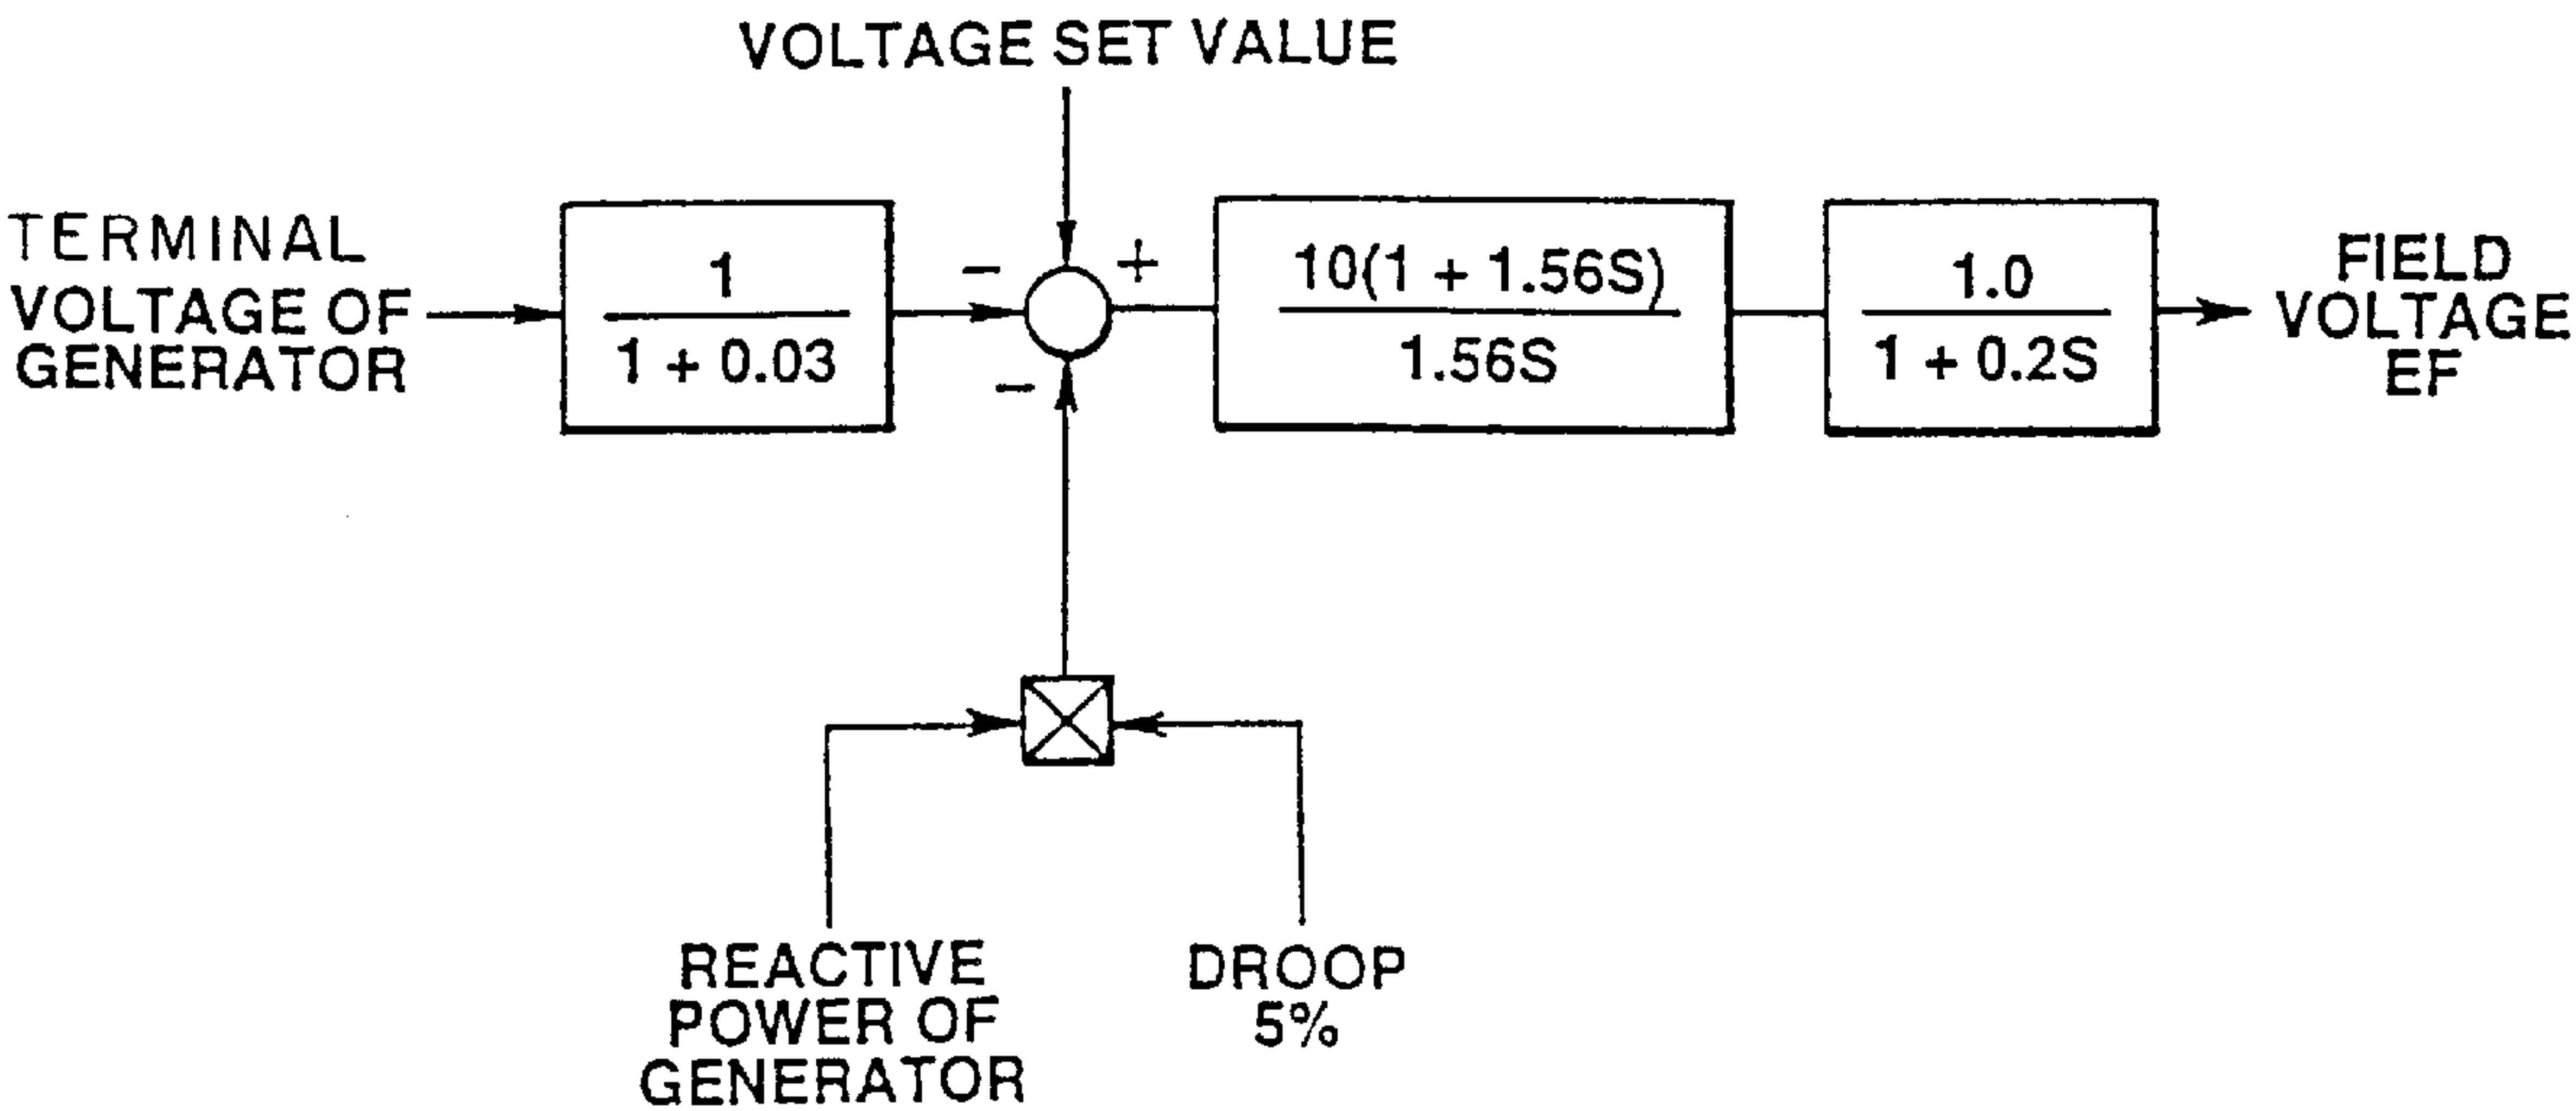 VOLTAGE SET VALUE
TERMINAL
VOLTAGE OF
GENERATOR
1
1 + 0.03
-
+
-
10(1 + 1.56S)
1.56S
1.0
1 + 0.2S
FIELD
VOLTAGE
EF
REACTIVE
POWER OF
GENERATOR
DROOP
5%